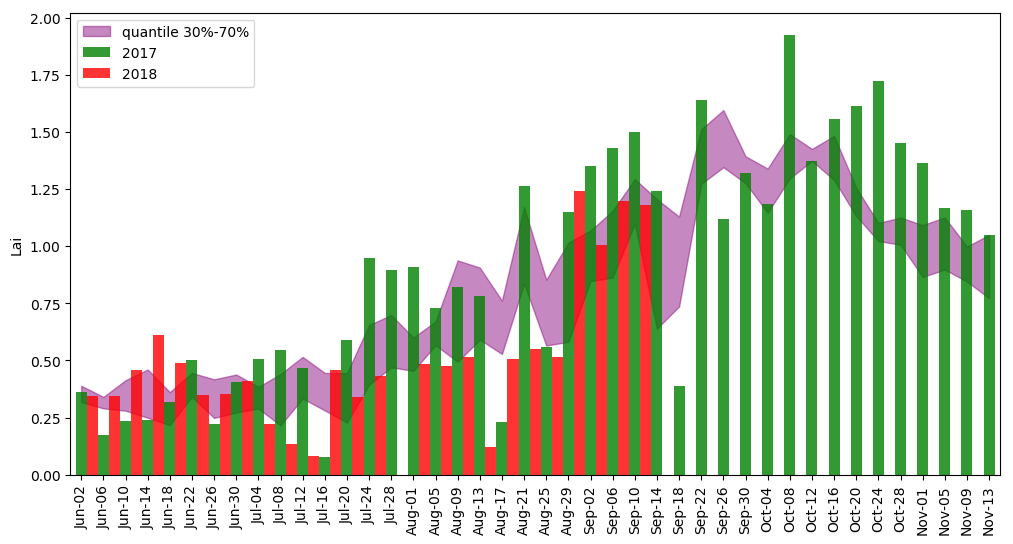 quantile 30%-70%
2017
2018
Lai
2.00
1.75
1.50
1.25
1.00
0.75
0.50
0.25
0.00
Jun-02
Jun-06
Jun-10
Jun-14
Jun-18
Jun-22
Jun-26
Jun-30
Jul-04
Jul-08
Jul-12
Jul-16
Jul-20
Jul-24
Jul-28
Aug-01
Aug-05
Aug-09
Aug-13
Aug-17
Aug-21
Aug-25
Aug-29
Sep-02
Sep-06
Sep-10
Sep-14
Sep-18
Sep-22
Sep-26
Sep-30
Oct-04
Oct-08
Oct-12
Oct-16
Oct-20
Oct-24
Oct-28
Nov-01
Nov-05
Nov-09
Nov-13